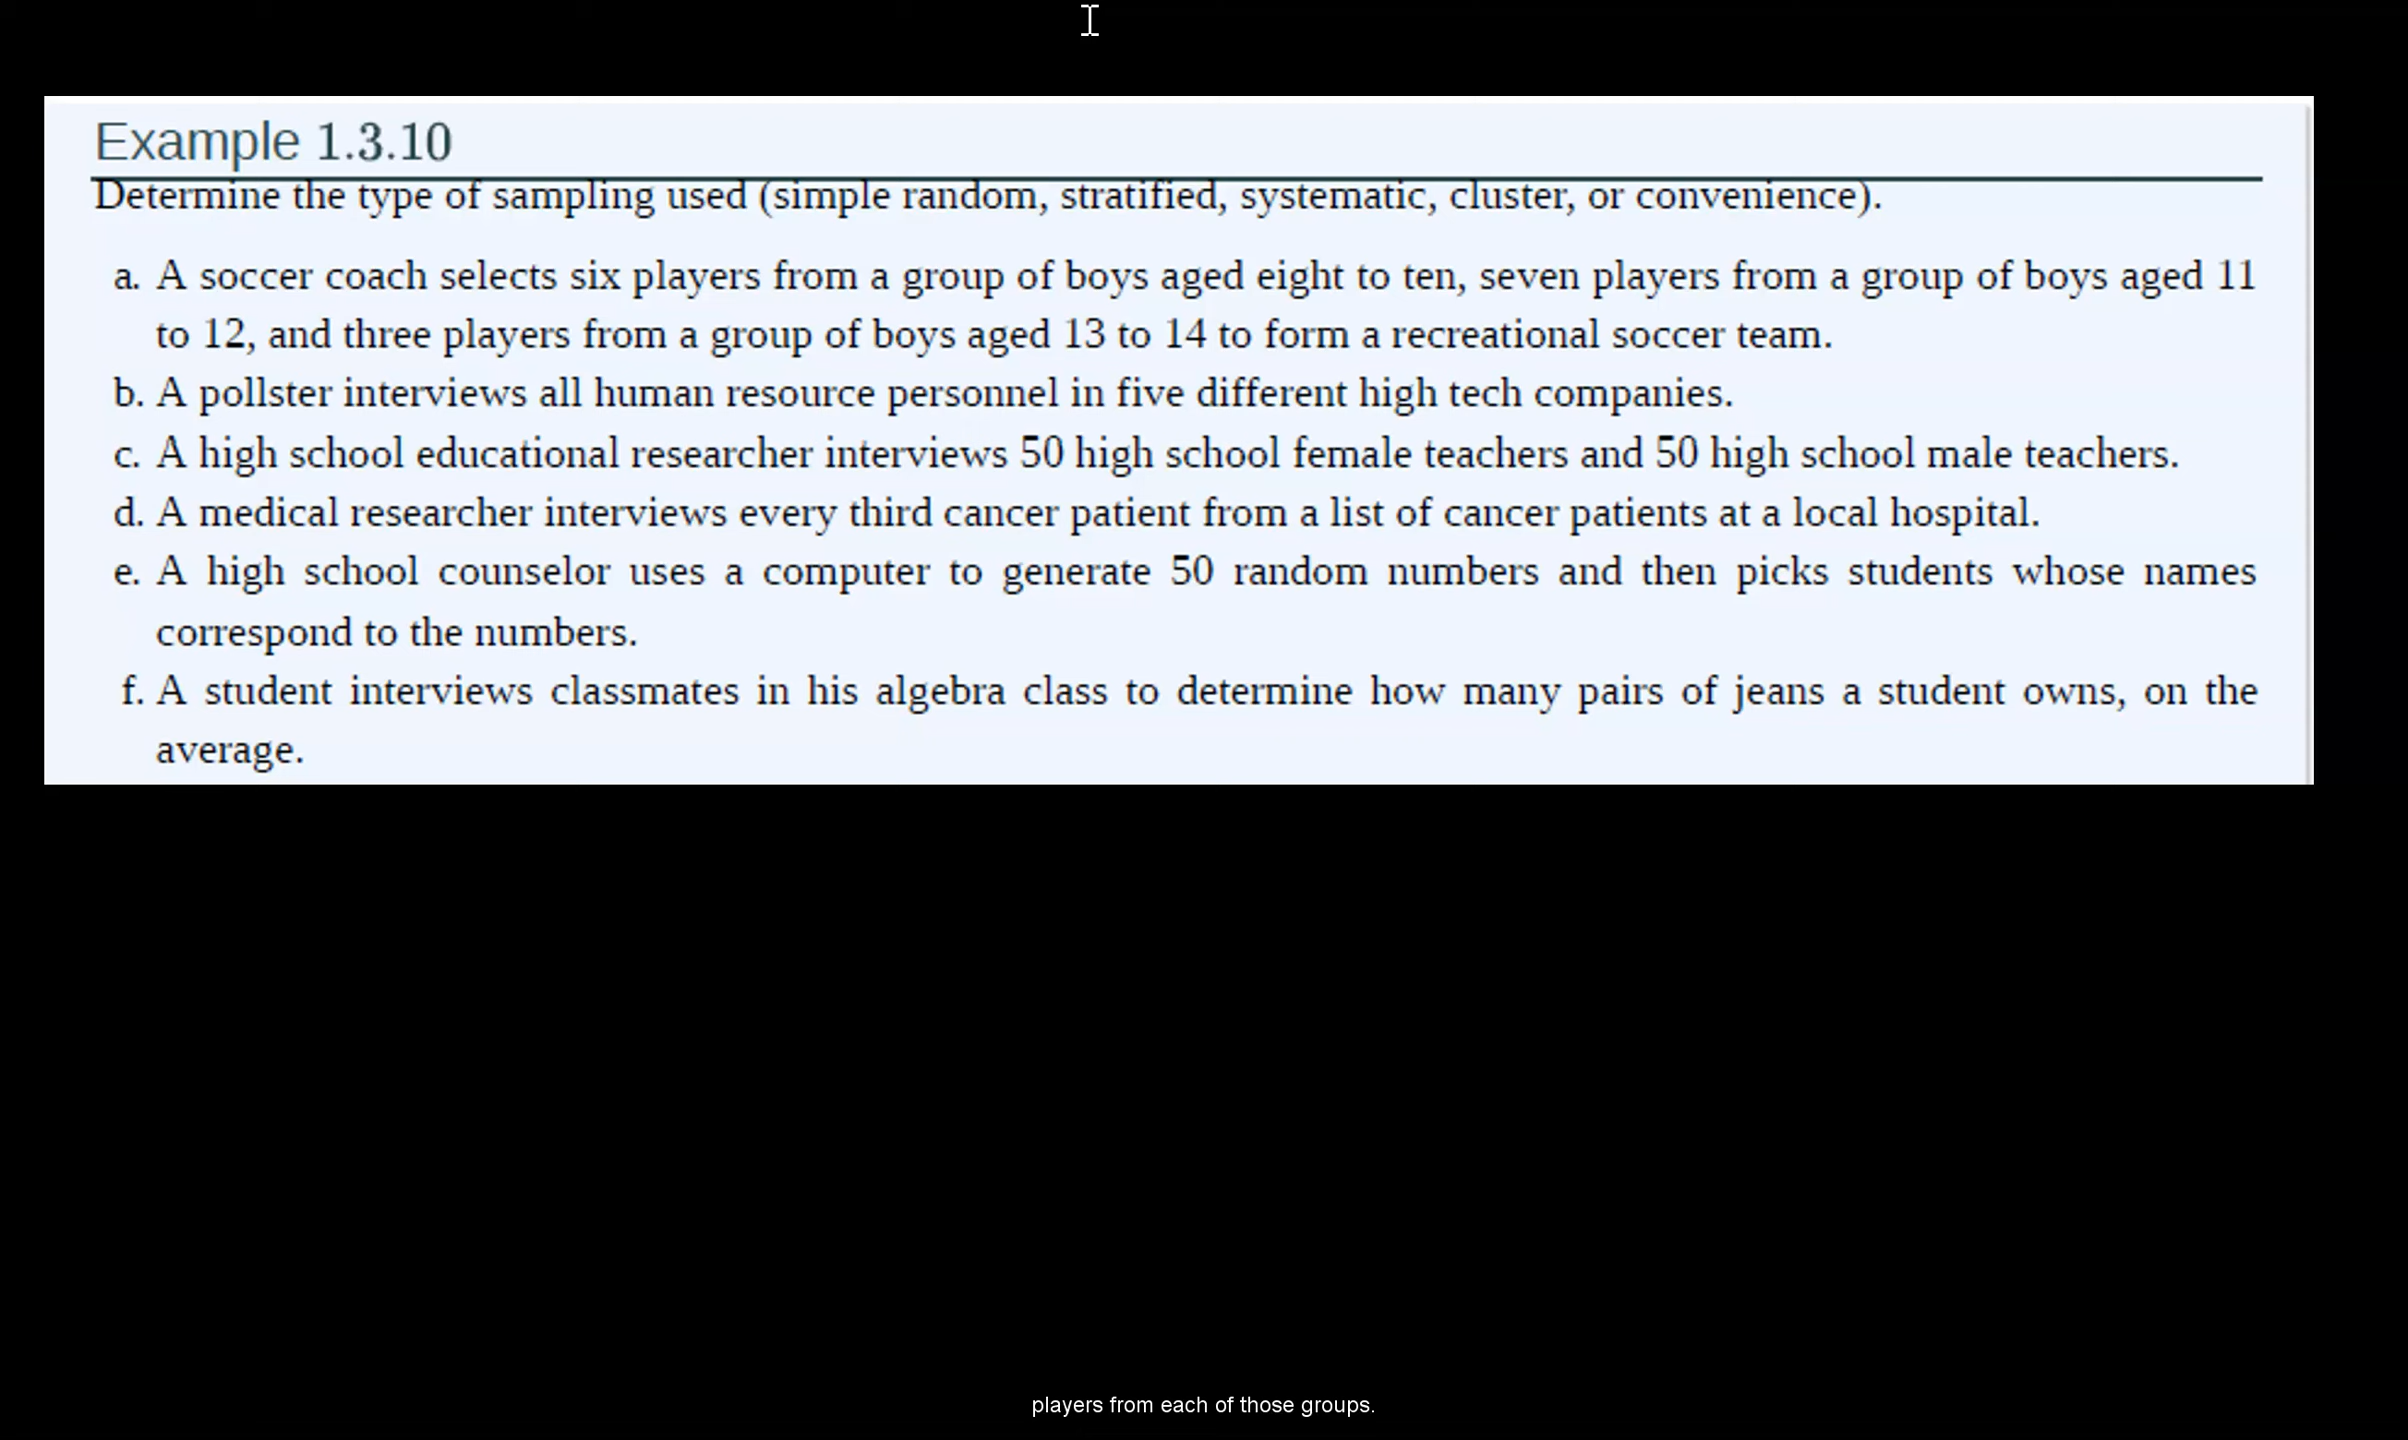 Example 1.3.10
Determine the type of sampling used (simple random, stratified, systematic, cluster, or convenience).
a. A soccer coach selects six players from a group of boys aged eight to ten, seven players from a group of boys aged 11
to 12, and three players from a group of boys aged 13 to 14 to form a recreational soccer team.
b. A pollster interviews all human resource personnel in five different high tech companies.
c. A high school educational researcher interviews 50 high school female teachers and 50 high school male teachers.
d. A medical researcher interviews every third cancer patient from a list of cancer patients at a local hospital.
e. A high school counselor uses a computer to generate 50 random numbers and then picks students whose names
correspond to the numbers.
f. A student interviews classmates in his algebra class to determine how many pairs of jeans a student owns, on the
average.
players from each of those groups.